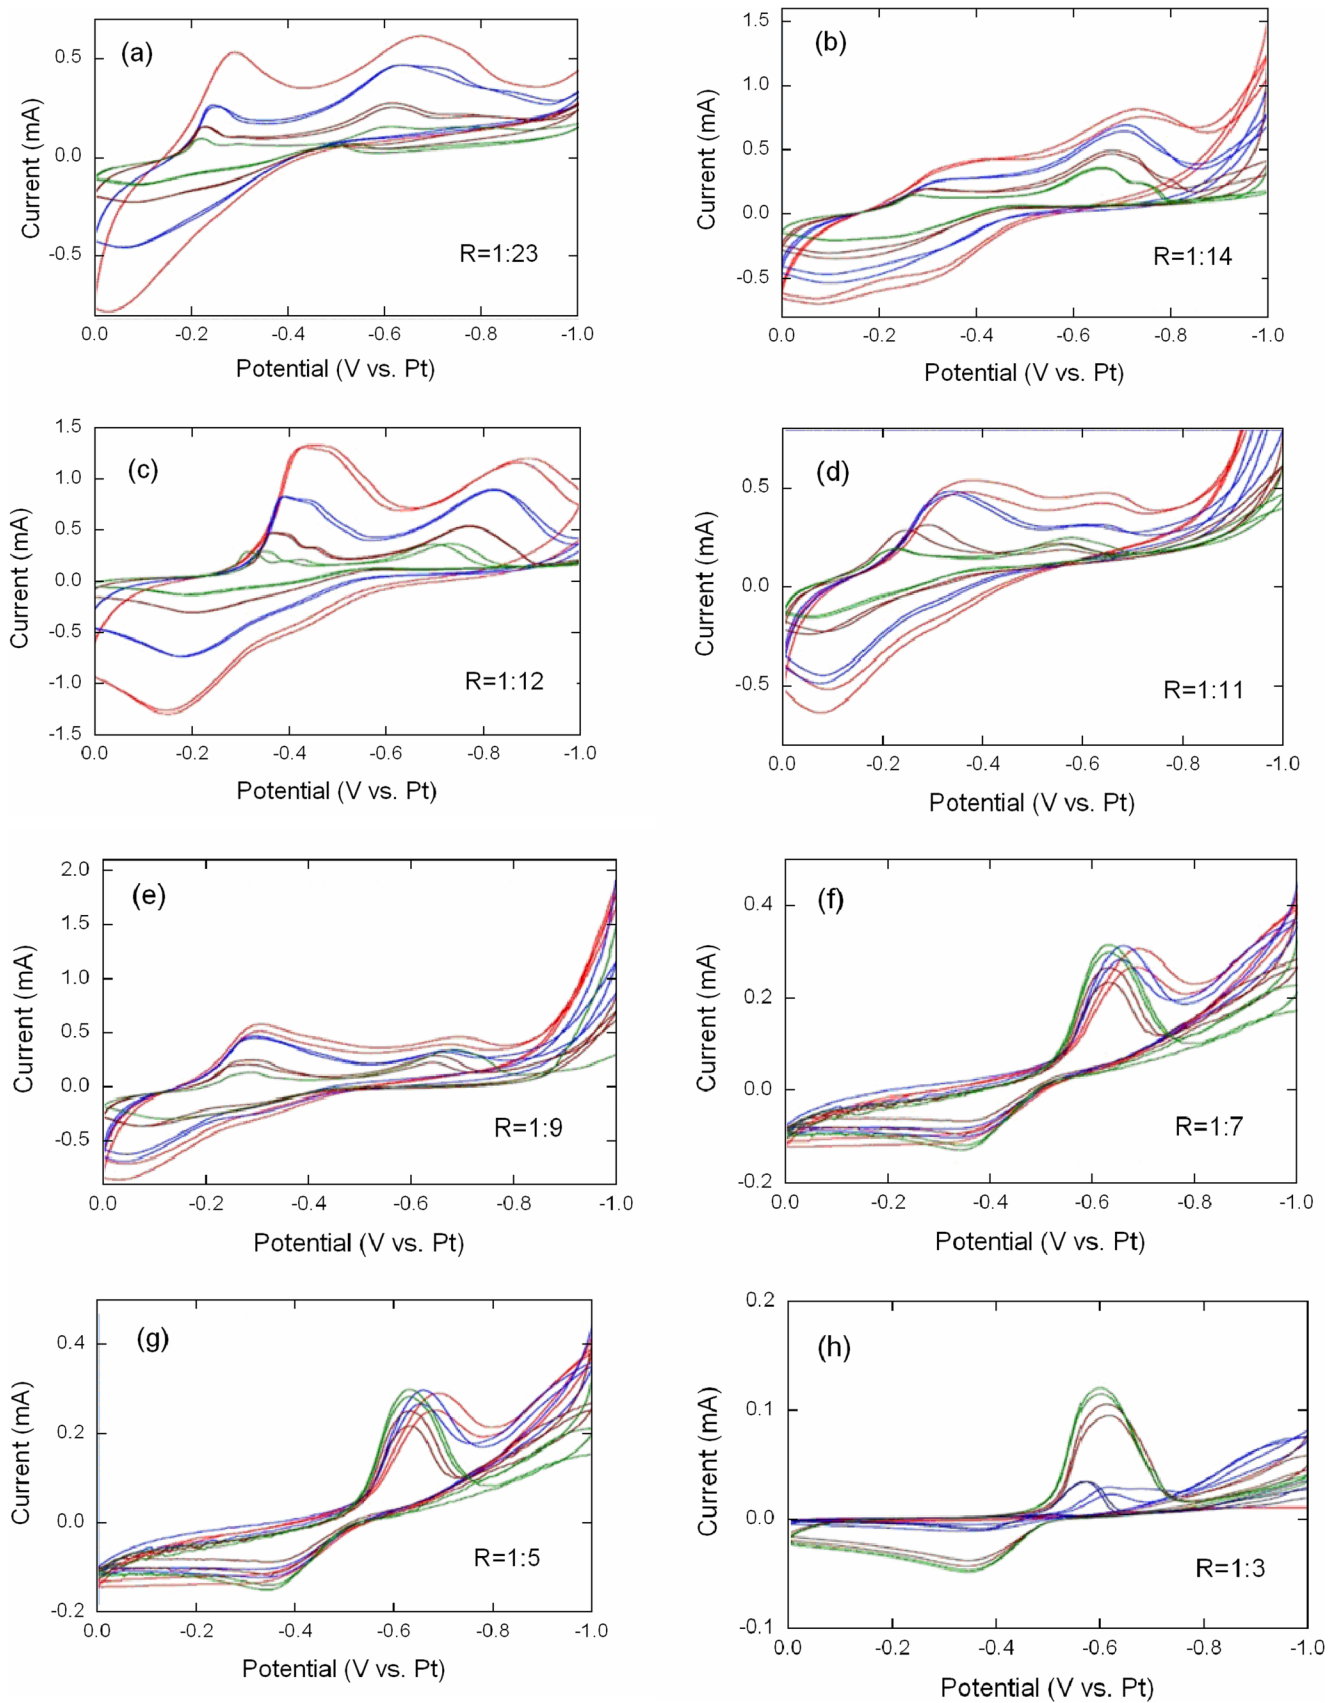 (a)
0.5
0.0
-0.5
Current (mA)
R=1:23
0.0 -0.2 -0.4 -0.6 -0.8 -1.0
Potential (V vs. Pt)
(b)
1.5
1.0
0.5
0.0
-0.5
Current (mA)
R=1:14
0.0 -0.2 -0.4 -0.6 -0.8 -1.0
Potential (V vs. Pt)
(c)
1.5
1.0
0.5
0.0
-0.5
-1.0
-1.5
Current (mA)
R=1:12
0.0 -0.2 -0.4 -0.6 -0.8 -1.0
Potential (V vs. Pt)
(d)
0.5
0.0
-0.5
Current (mA)
R=1:11
0.0 -0.2 -0.4 -0.6 -0.8 -1.0
Potential (V vs. Pt)
(e)
2.0
1.5
1.0
0.5
0.0
-0.5
Current (mA)
R=1:9
0.0 -0.2 -0.4 -0.6 -0.8 -1.0
Potential (V vs. Pt)
(f)
0.4
0.2
0.0
-0.2
Current (mA)
R=1:7
0.0 -0.2 -0.4 -0.6 -0.8 -1.0
Potential (V vs. Pt)
(g)
0.4
0.2
0.0
-0.2
Current (mA)
R=1:5
0.0 -0.2 -0.4 -0.6 -0.8 -1.0
Potential (V vs. Pt)
(h)
0.2
0.1
0.0
-0.1
Current (mA)
R=1:3
0.0 -0.2 -0.4 -0.6 -0.8 -1.0
Potential (V vs. Pt)